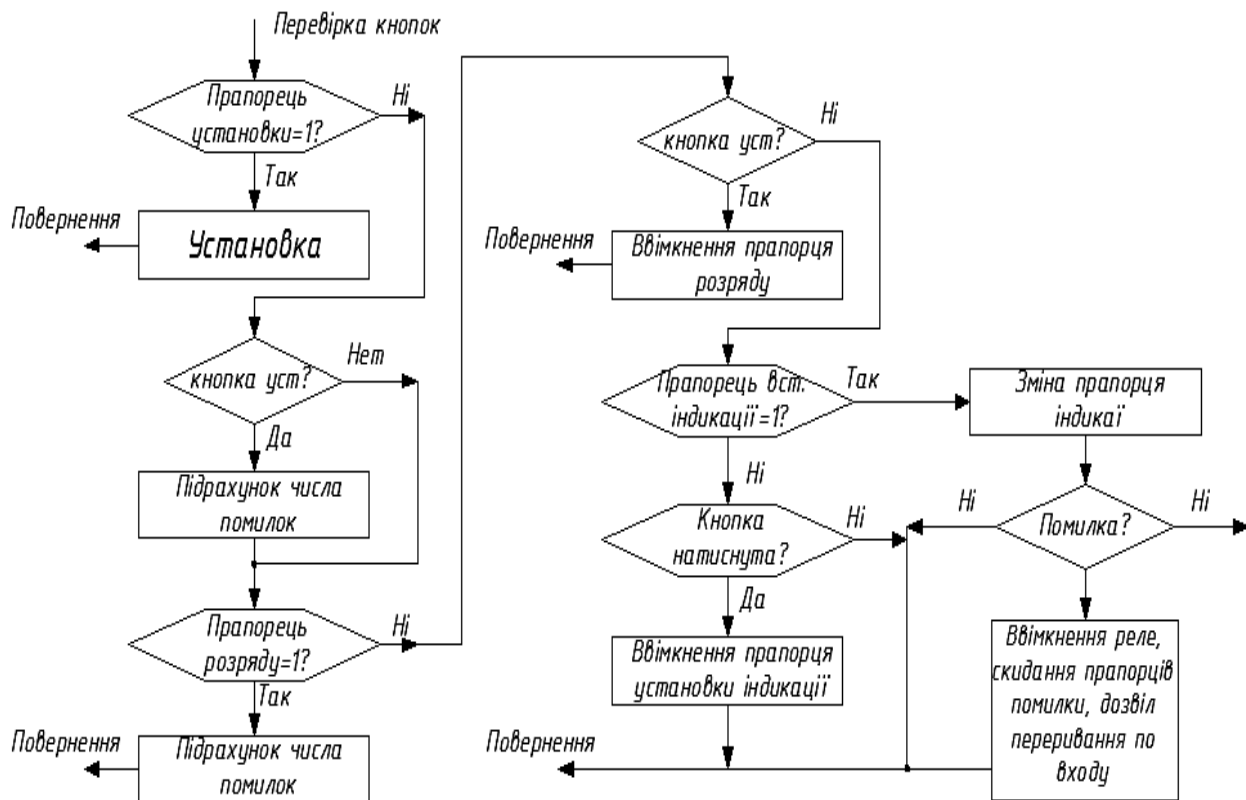 Перевірка кнопок
Прапорець
установки=1?
Ні
Так
Повернення
Установка
кнопка уст?
Нет
Да
Підрахунок числа
помилок
Прапорець
розряду=1?
Ні
Так
Повернення
Підрахунок числа
помилок
кнопка уст?
Ні
Так
Повернення
Ввімкнення прапорця
розряду
Прапорець вст.
індикації=1?
Так
Зміна прапорця
індикаї
Ні
Кнопка
натиснута?
Ні
Ні
Помилка?
Ні
Да
Ввімкнення прапорця
установки індикації
Ввімкнення реле,
скидання прапорців
помилки, дозвіл
переривання по
входу
Повернення